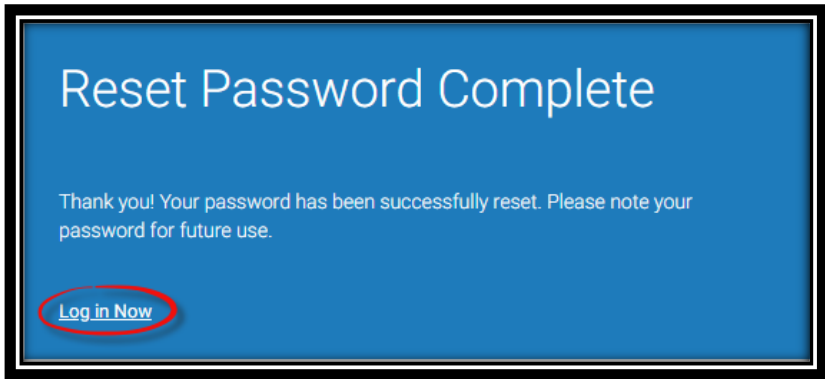 Reset Password Complete
Thank you! Your password has been successfully reset. Please note your
password for future use.
Log in Now